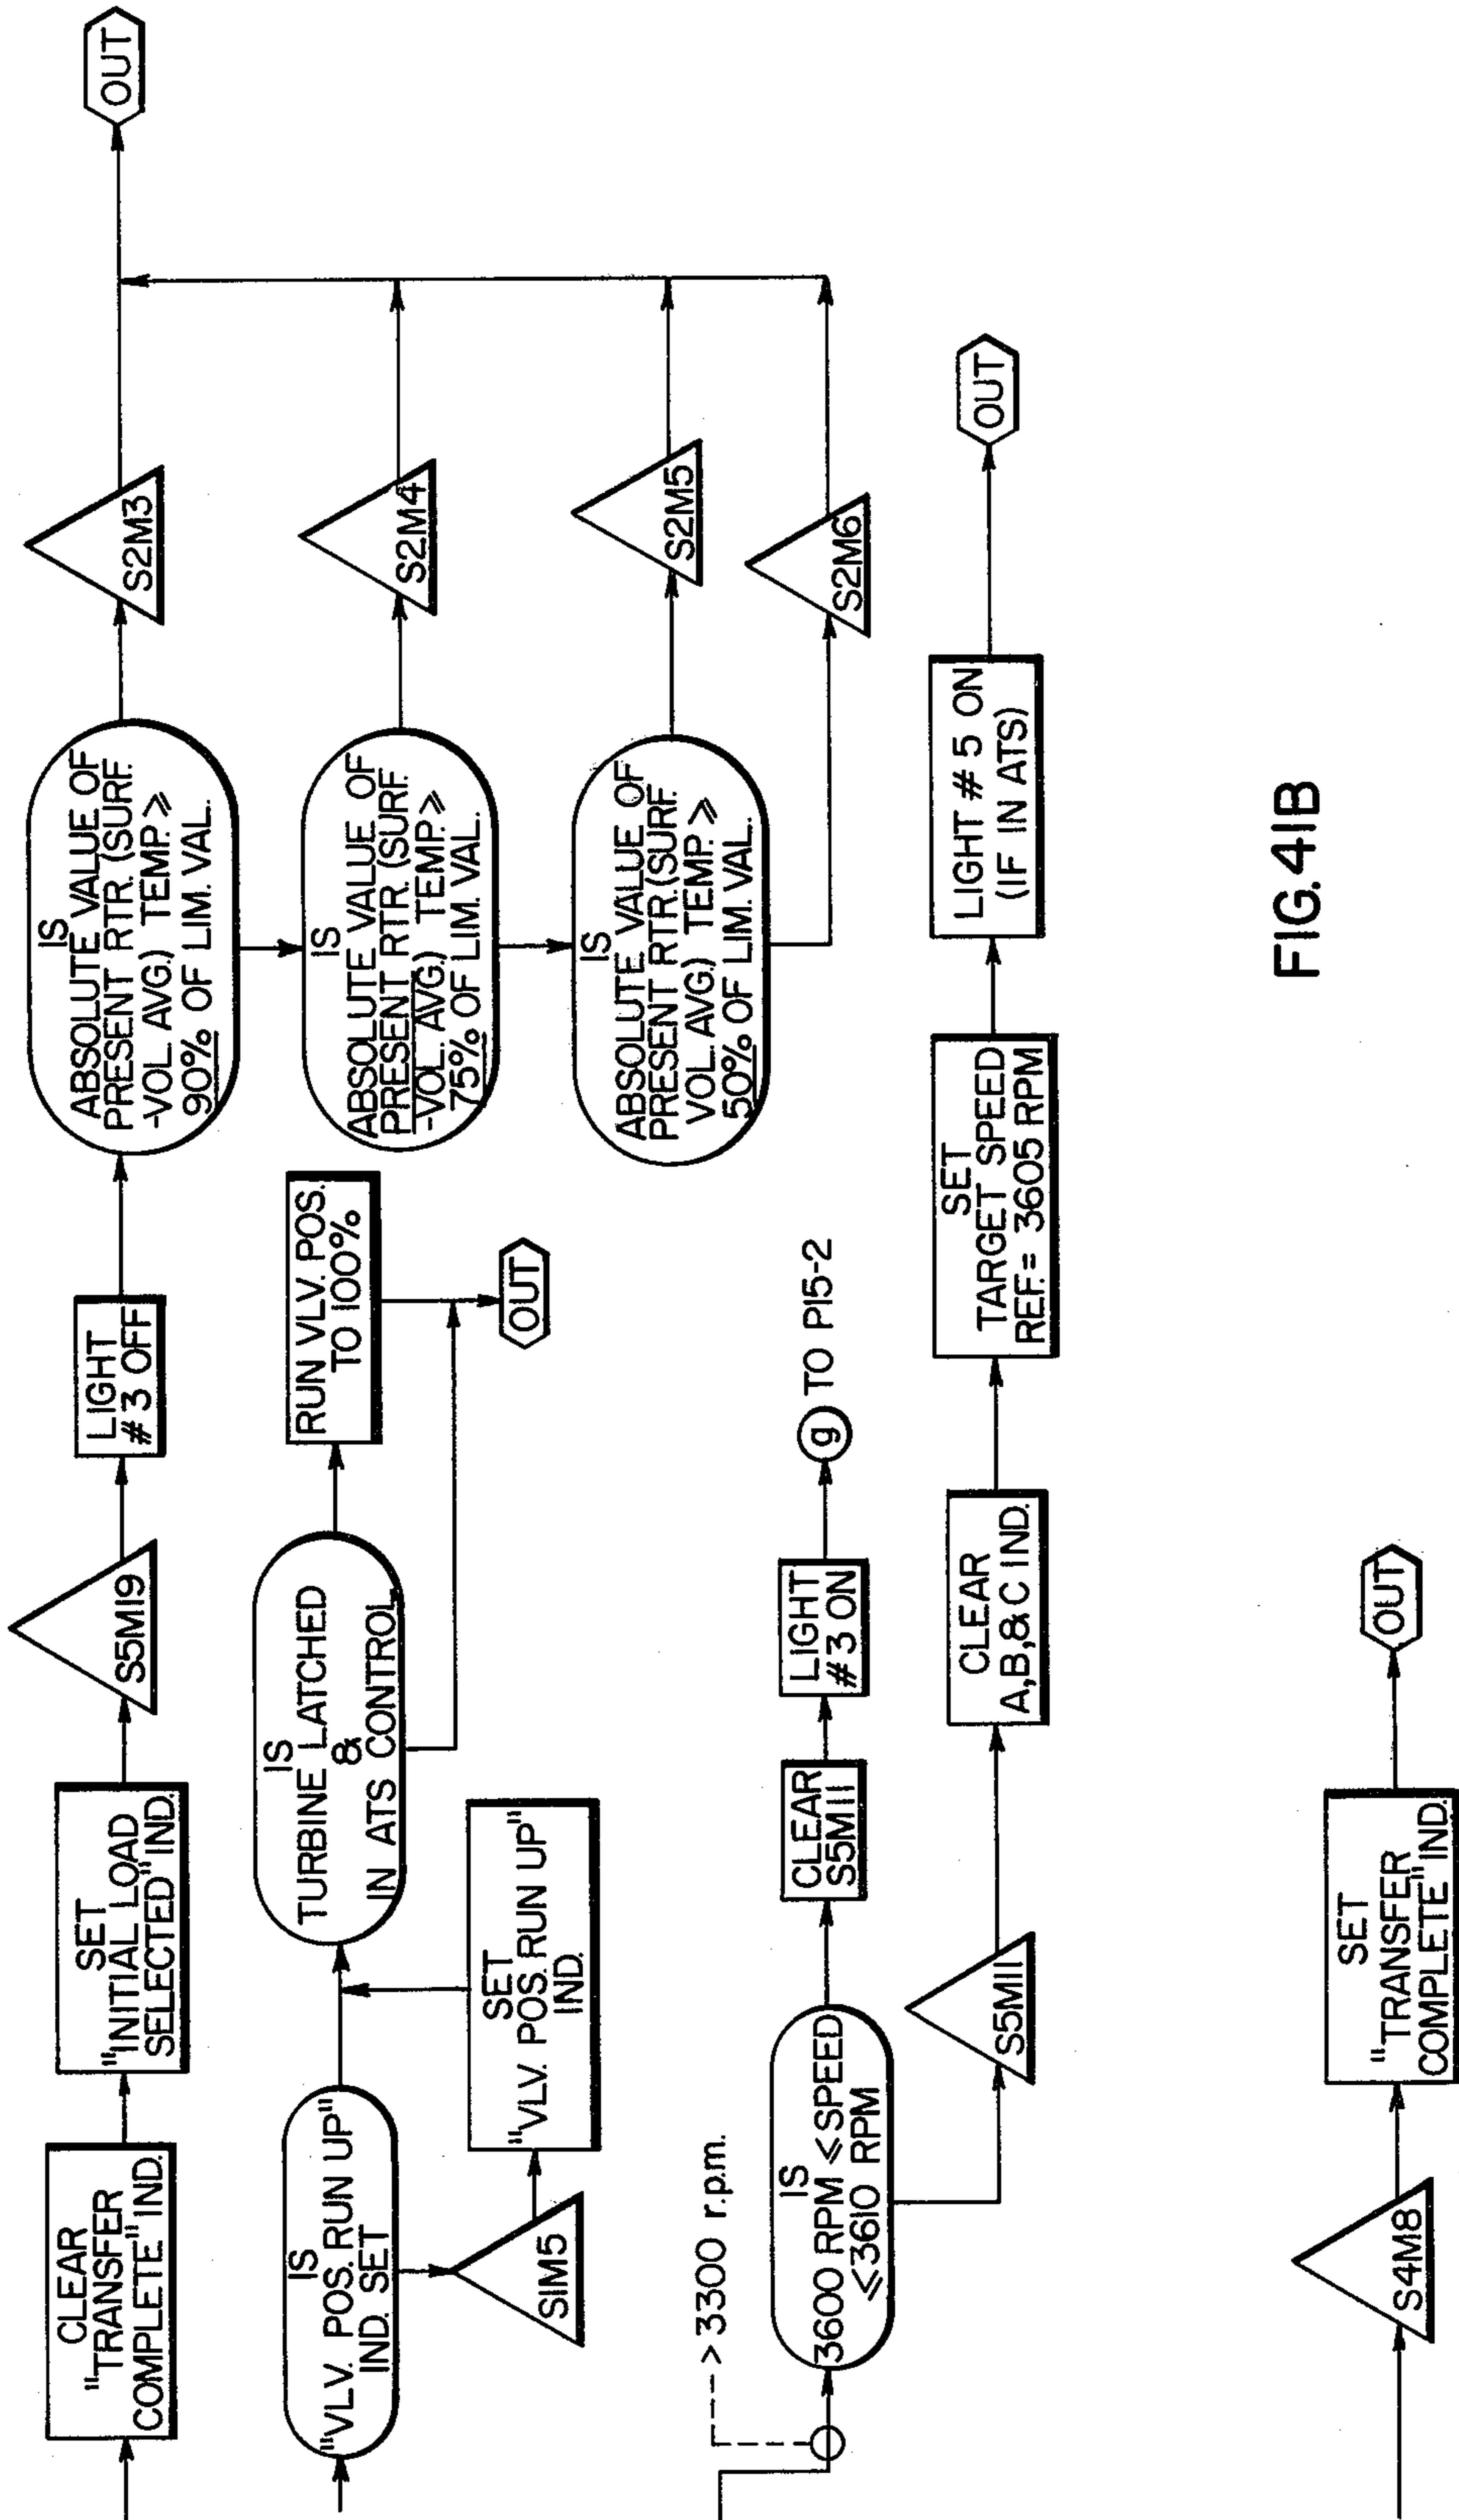 CLEAR
"TRANSFER
COMPLETE" IND.
SET
"INITIAL LOAD
SELECTED" IND.
S5M19
LIGHT
#3 OFF
IS
ABSOLUTE VALUE OF
PRESENT RTR. (SURF.
-VOL. AVG.) TEMP. ⩾
90% OF LIM. VAL.
S2M3
OUT
IS
"VLV. POS. RUN UP"
IND. SET
S1M5
SET
"VLV. POS. RUN UP"
IND.
IS
TURBINE LATCHED
&
IN ATS CONTROL
RUN VLV. POS.
TO 100%
OUT
IS
ABSOLUTE VALUE OF
PRESENT RTR. (SURF.
-VOL. AVG.) TEMP. ⩾
75% OF LIM. VAL.
S2M4
IS
ABSOLUTE VALUE OF
PRESENT RTR. (SURF.
VOL. AVG.) TEMP. ⩾
50% OF LIM. VAL.
S2M5
S2M6
> 3300 r.p.m.
IS
3600 RPM ⩽ SPEED
⩽ 3610 RPM
CLEAR
S5M11
LIGHT
#3 ON
g TO P15-2
S5M11
CLEAR
A, B, & C IND.
SET
TARGET SPEED
REF. = 3605 RPM
LIGHT # 5 ON
(IF IN ATS)
OUT
S4M8
SET
"TRANSFER
COMPLETE" IND.
OUT
FIG. 41B